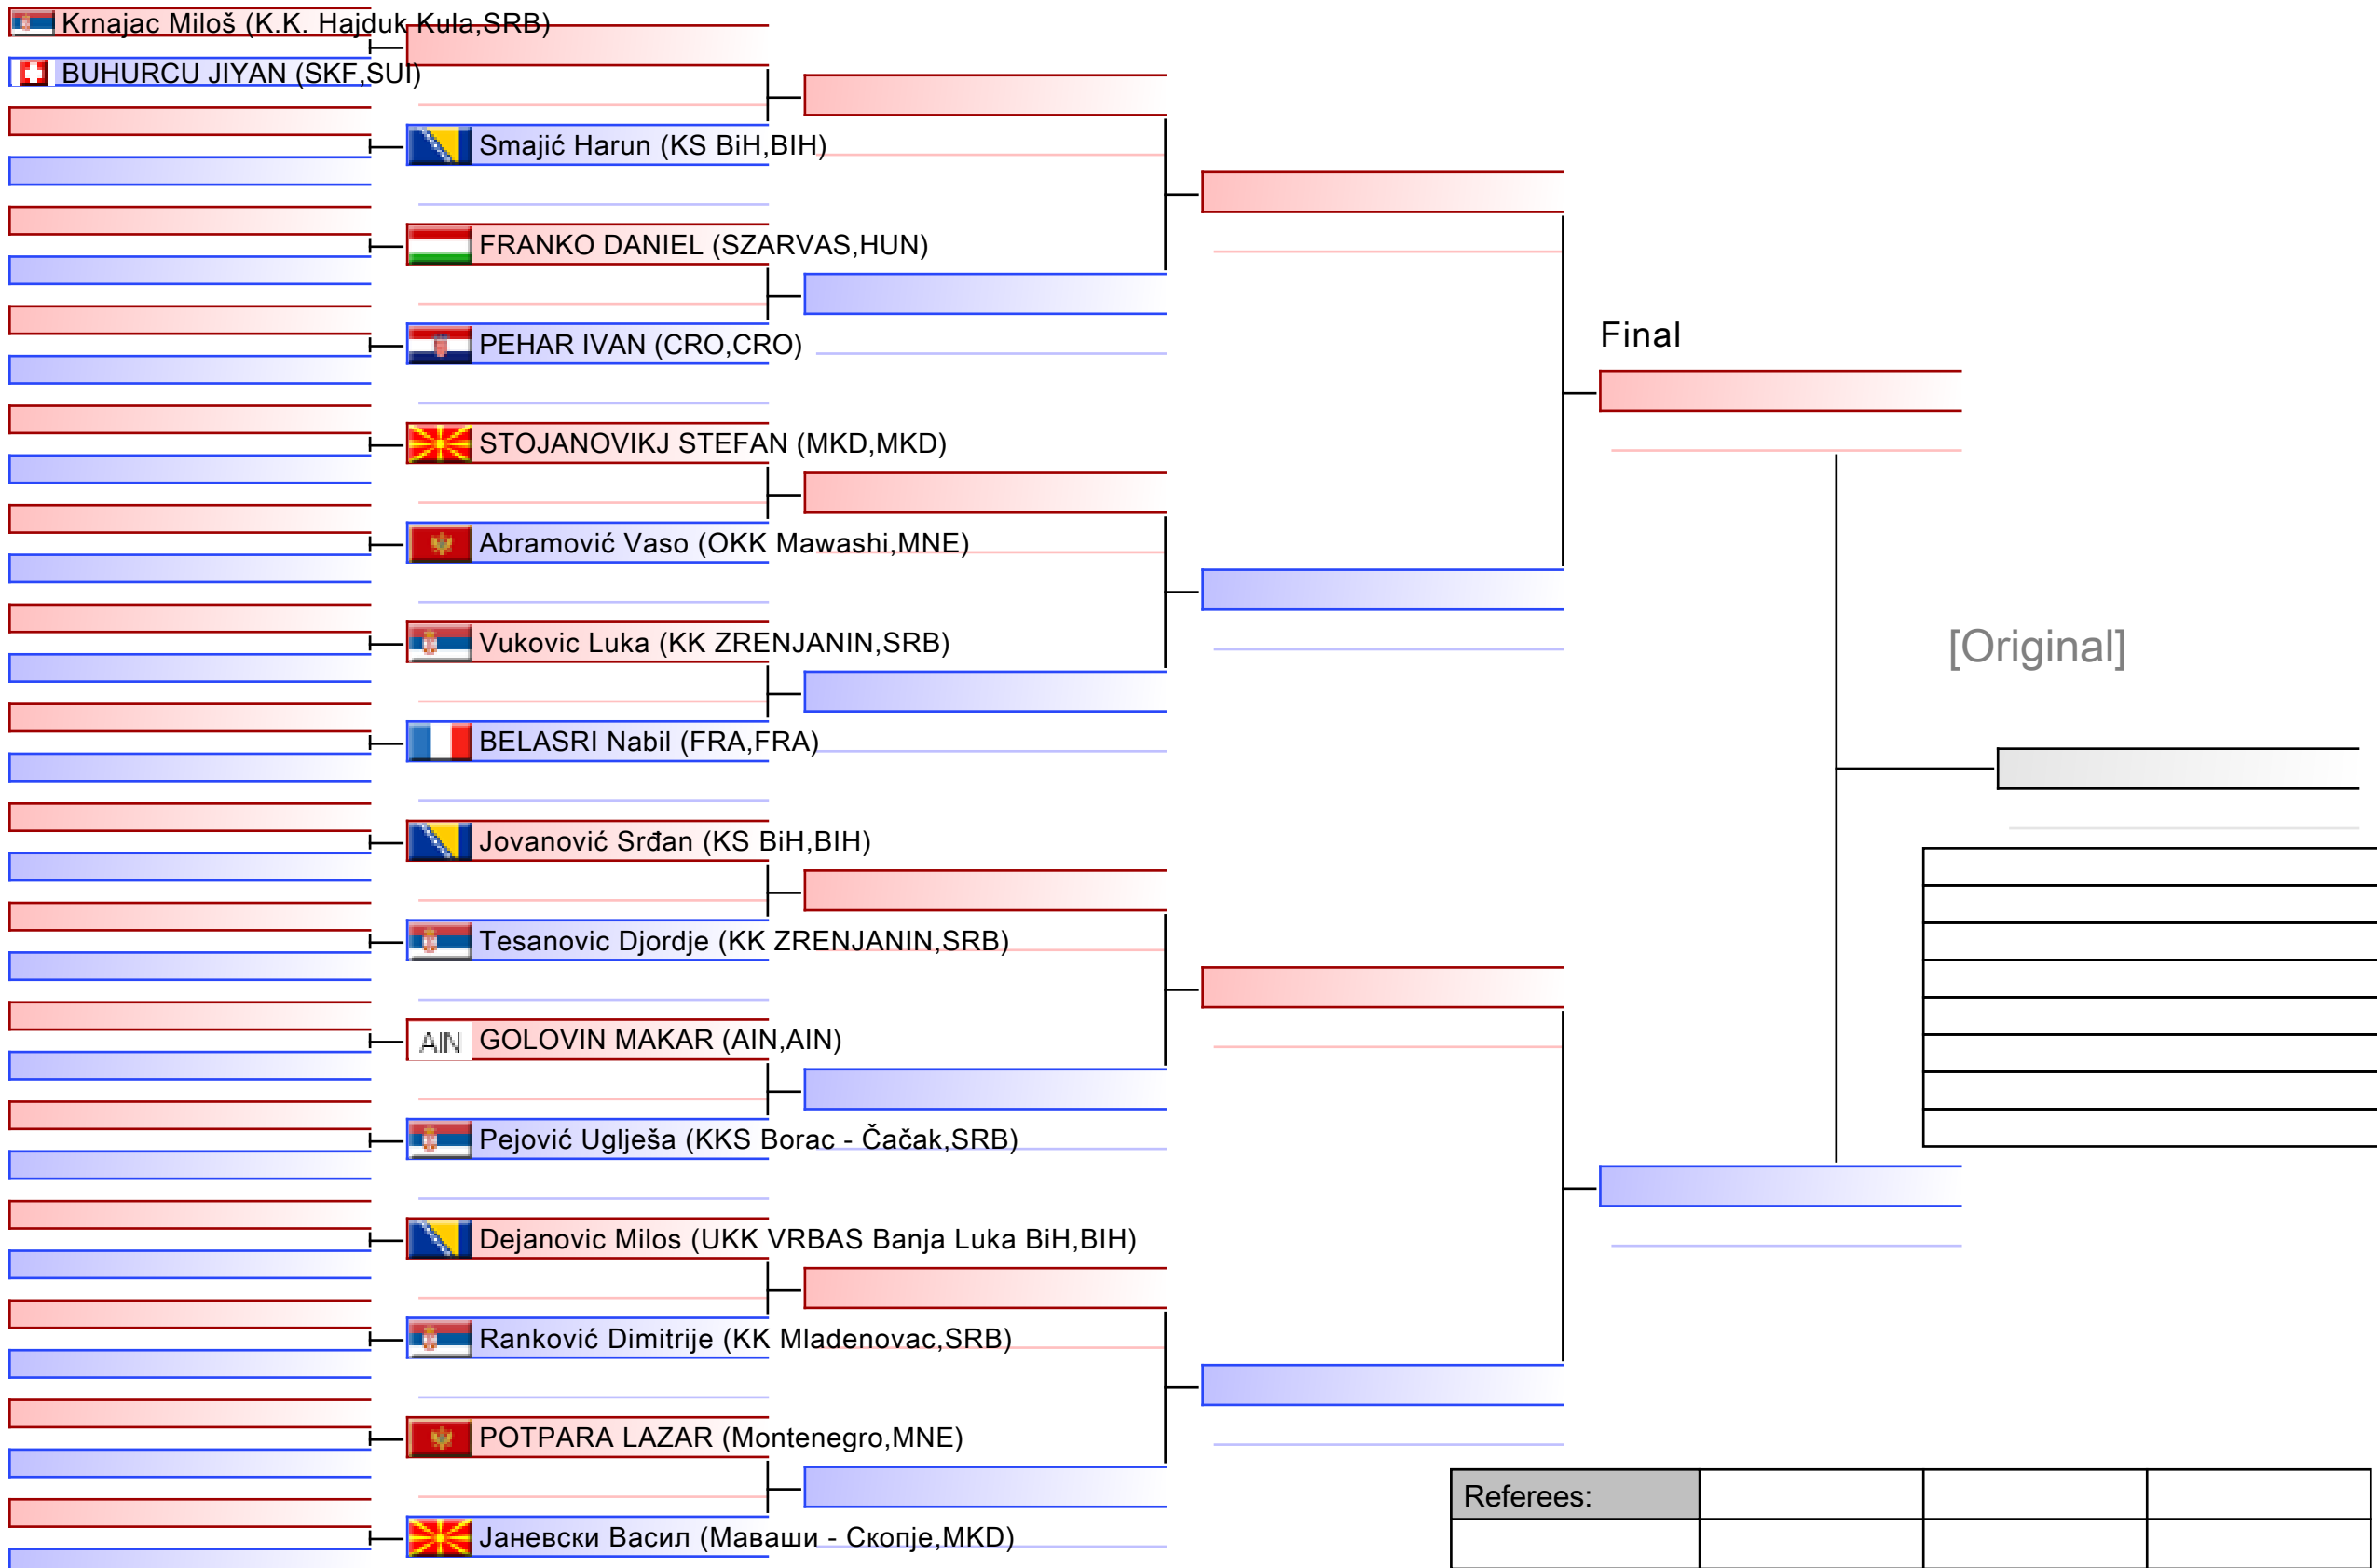 Krnajac Miloš (K.K. Hajduk Kula,SRB)
BUHURCU JIYAN (SKF,SUI)
Smajić Harun (KS BiH,BIH)
FRANKO DANIEL (SZARVAS,HUN)
PEHAR IVAN (CRO,CRO)
Final
STOJANOVIKJ STEFAN (MKD,MKD)
Abramović Vaso (OKK Mawashi,MNE)
Vukovic Luka (KK ZRENJANIN,SRB)
[Original]
BELASRI Nabil (FRA,FRA)
Jovanović Srđan (KS BiH,BIH)
Tesanovic Djordje (KK ZRENJANIN,SRB)
AIN GOLOVIN MAKAR (AIN,AIN)
Pejović Uglješa (KKS Borac - Čačak,SRB)
Dejanovic Milos (UKK VRBAS Banja Luka BiH,BIH)
Ranković Dimitrije (KK Mladenovac,SRB)
POTPARA LAZAR (Montenegro,MNE)
Referees:
Јаневски Васил (Маваши - Скопје,MKD)